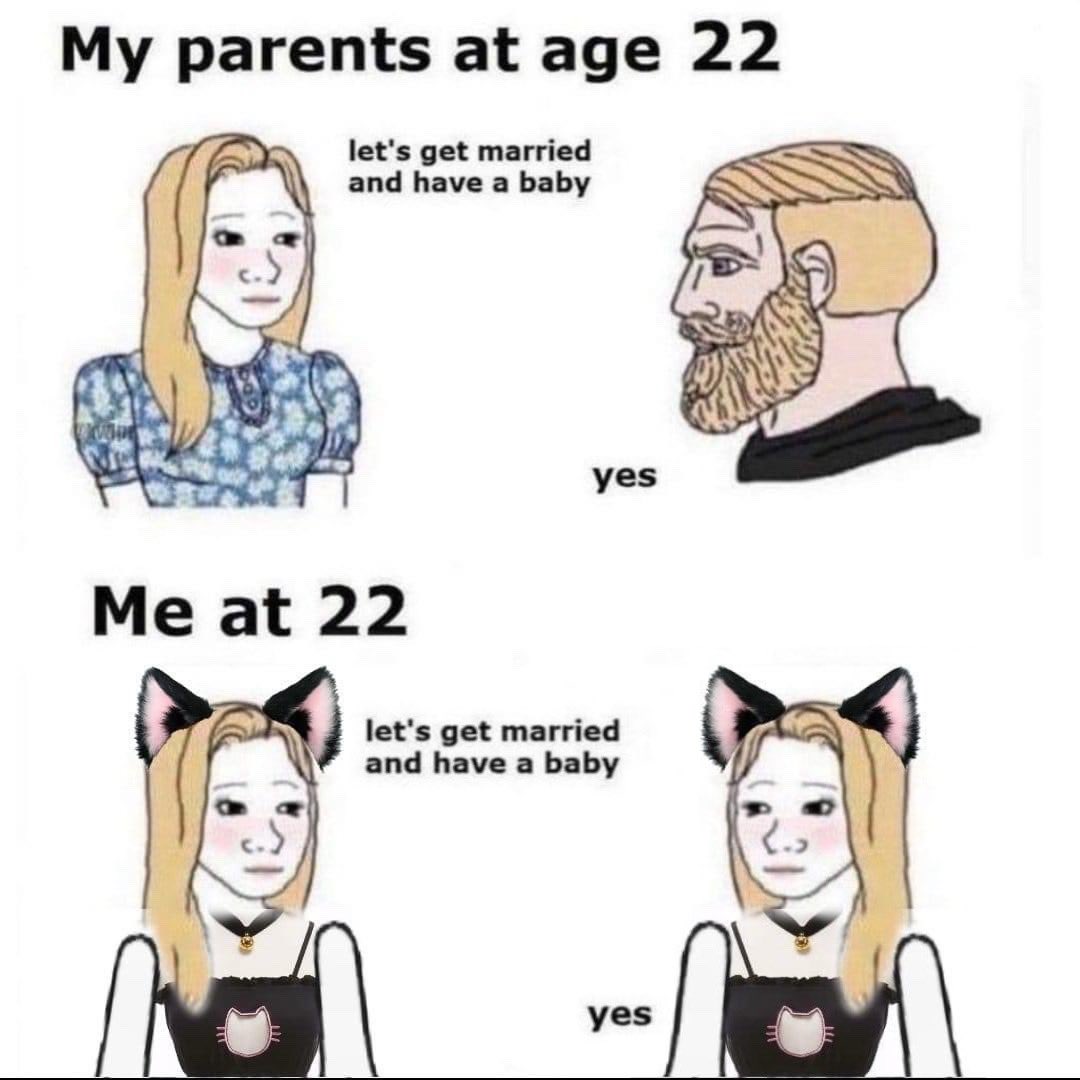 My parents at age 22
let's get married
and have a baby
yes
Me at 22
let's get married
and have a baby
yes